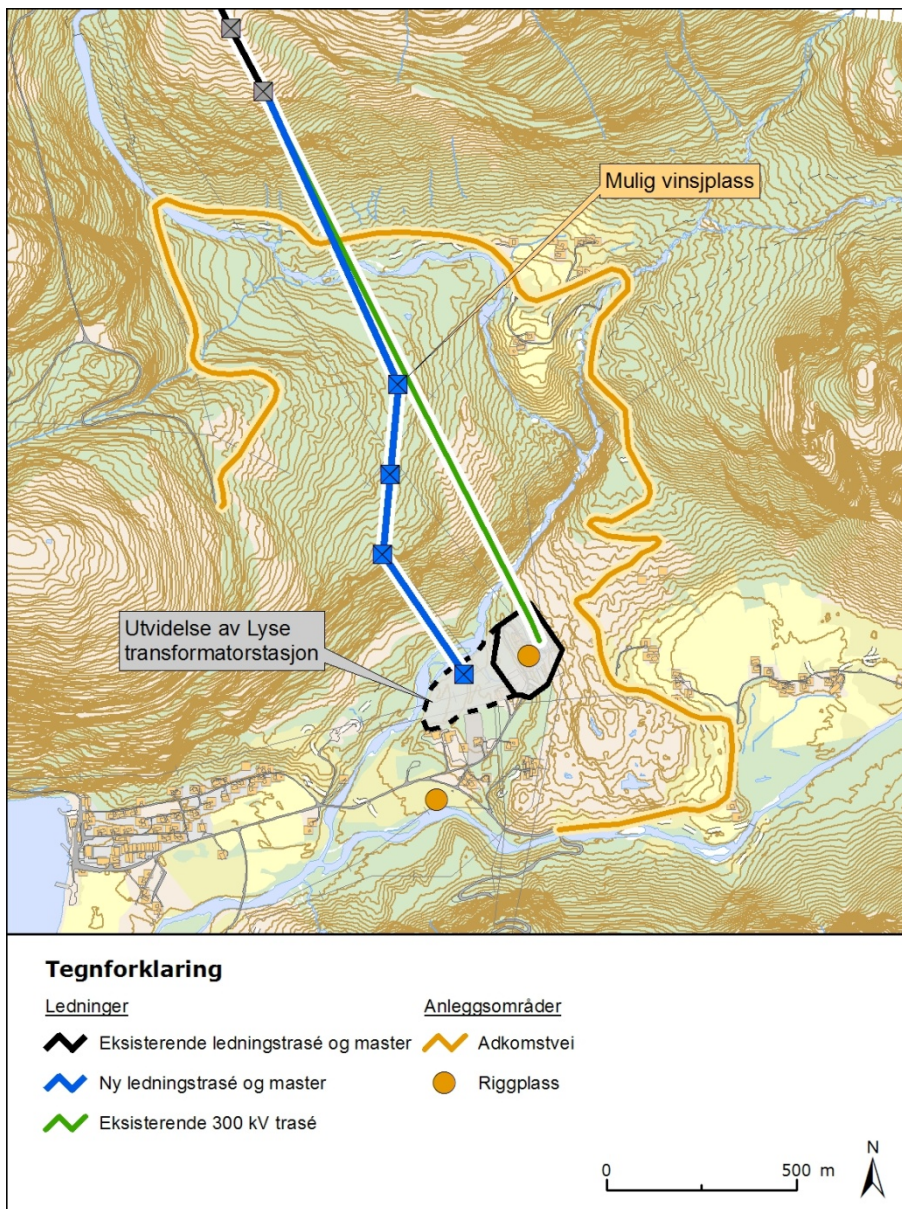 Mulig vinsjplass
Utvidelse av Lyse
transformatorstasjon
Tegnforklaring
Ledninger
Eksisterende ledningstrasé og master
Ny ledningstrasé og master
Eksisterende 300 kV trasé
Anleggsområder
Adkomstvei
Riggplass
0 500 m
N